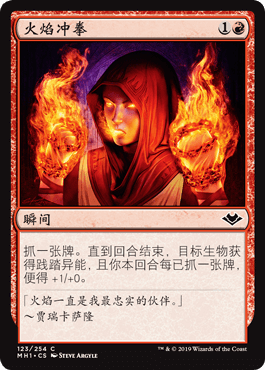 火焰冲拳 1
瞬间
抓一张牌。直到回合结束，目标生物获
得践踏异能，且你本回合每已抓一张牌，
便得 +1/+0。
「火焰一直是我最忠实的伙伴。」
～贾瑞卡萨隆
123/254 C
MH1•CS STEVE ARGYLE
™ & © 2019 Wizards of the Coast